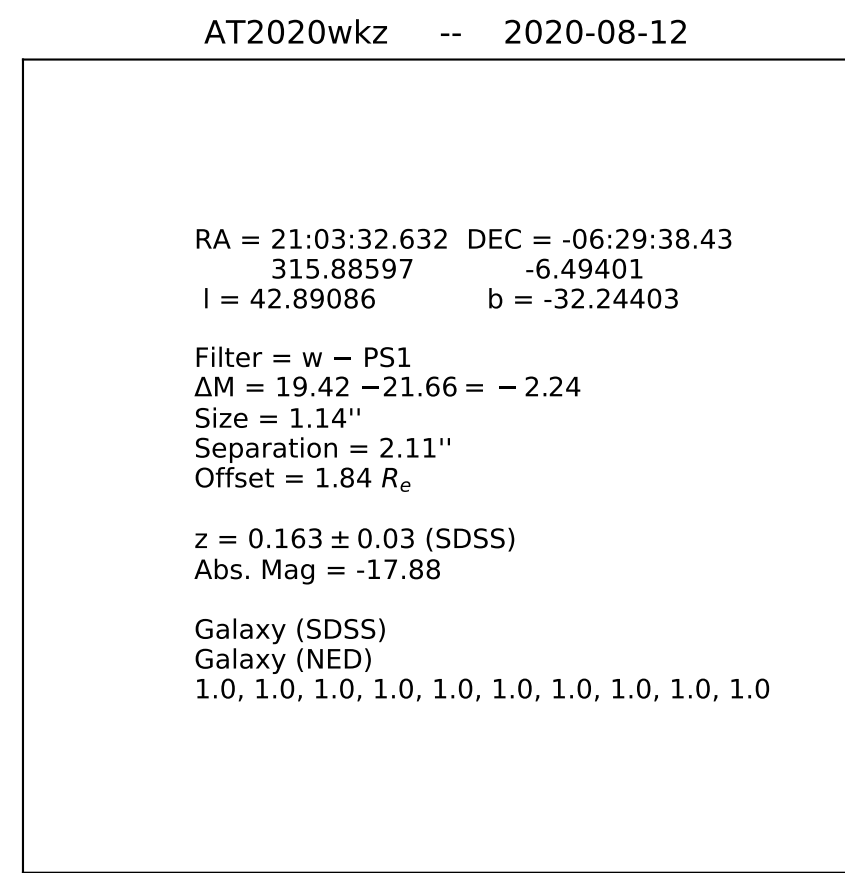 AT2020wkz -- 2020-08-12
RA = 21:03:32.632 DEC = -06:29:38.43
315.88597 -6.49401
l = 42.89086 b = -32.24403
Filter = w − PS1
ΔM = 19.42 −21.66 = −2.24
Size = 1.14''
Separation = 2.11''
Offset = 1.84 Rₑ
z = 0.163 ± 0.03 (SDSS)
Abs. Mag = -17.88
Galaxy (SDSS)
Galaxy (NED)
1.0, 1.0, 1.0, 1.0, 1.0, 1.0, 1.0, 1.0, 1.0, 1.0